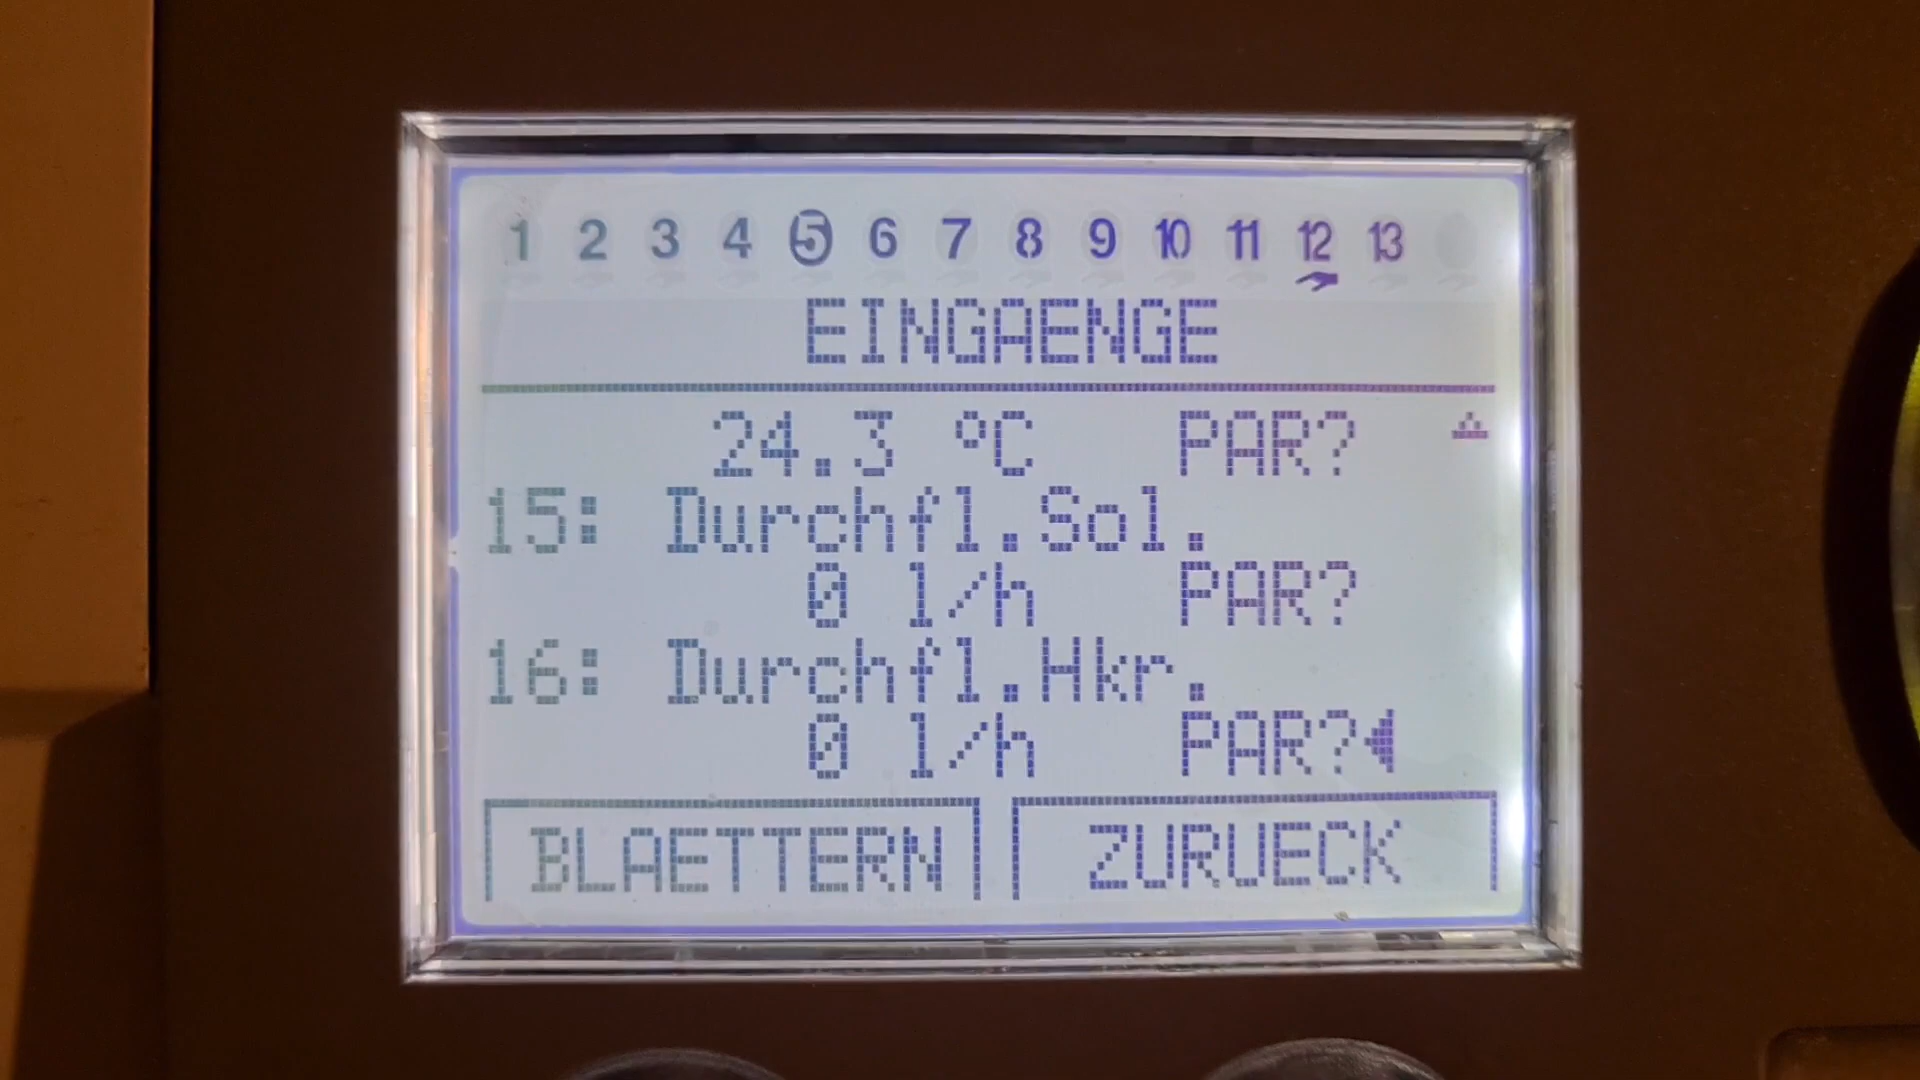 1 2 3 4 5 6 7 8 9 10 11 12 13
EINGAENGE
24.3 °C PAR?
15: Durchfl.Sol.
0 l/h PAR?
16: Durchfl.Hkr.
0 l/h PAR?
BLAETTERN ZURUECK